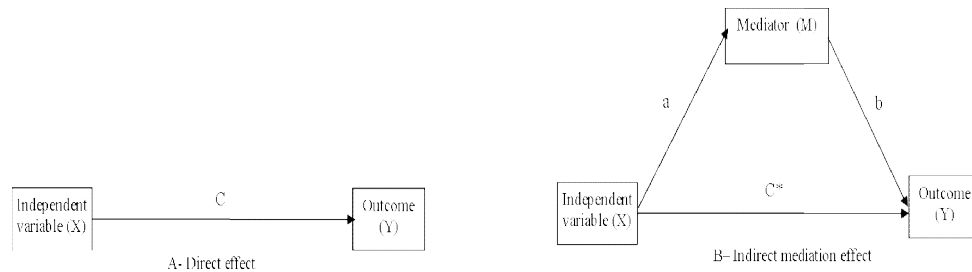 Independent
variable (X)
C
Outcome
(Y)
A- Direct effect
Mediator (M)
a
b
Independent
variable (X)
C*
Outcome
(Y)
B– Indirect mediation effect